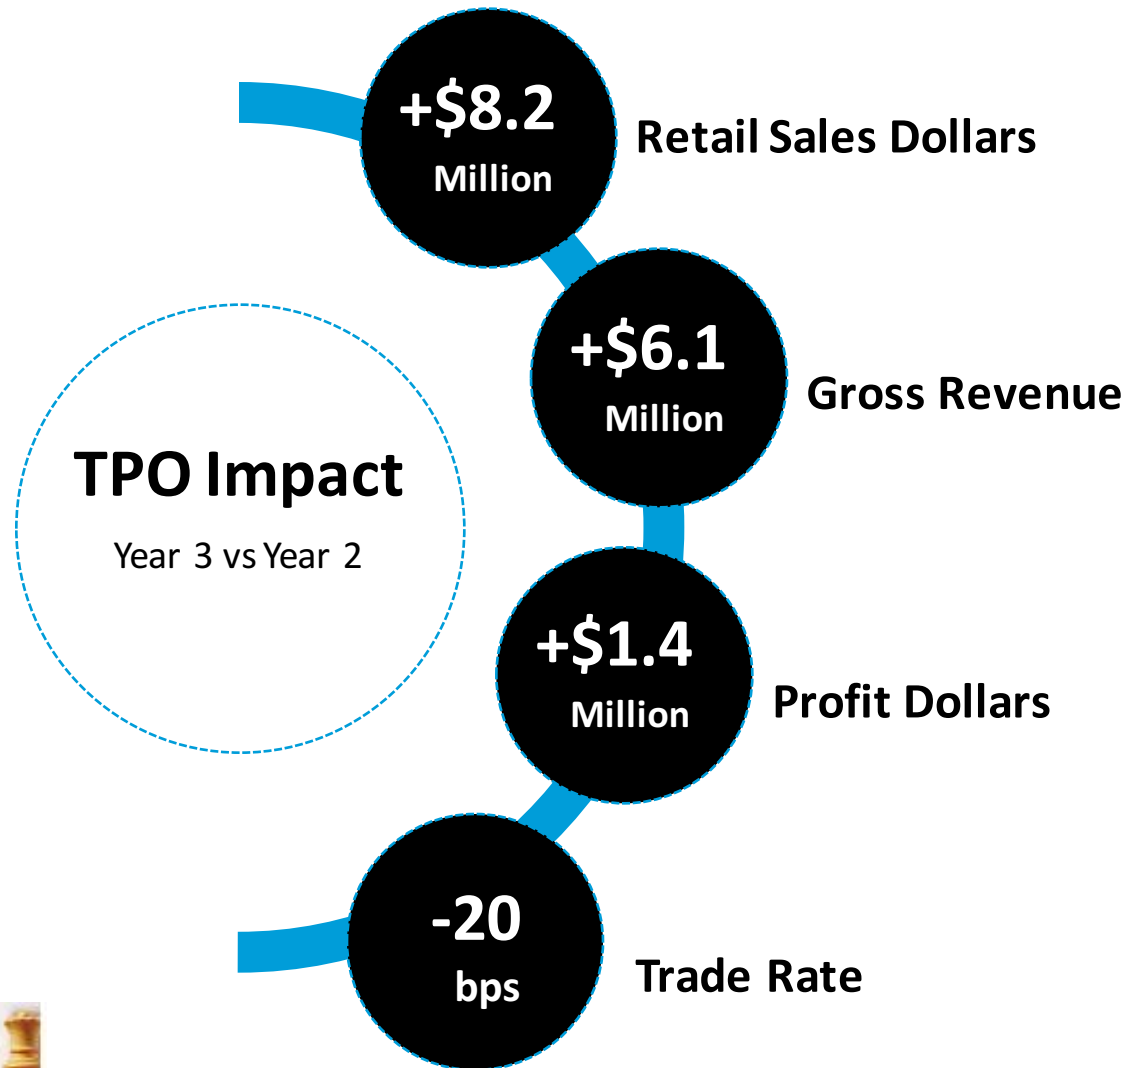 +$8.2
Million
Retail Sales Dollars
+$6.1
Million
Gross Revenue
TPO Impact
Year 3 vs Year 2
+$1.4
Million
Profit Dollars
-20
bps
Trade Rate